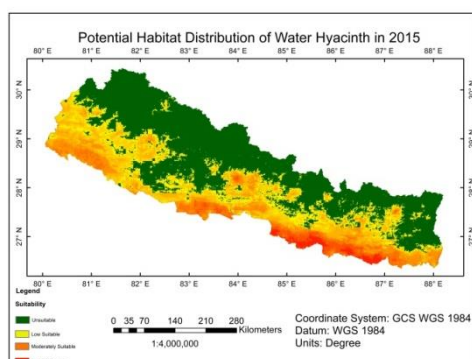 Potential Habitat Distribution of Water Hyacinth in 2015
80° E 81° E 82° E 83° E 84° E 85° E 86° E 87° E 88° E
30° N
29° N
28° N
27° N
80° E 81° E 82° E 83° E 84° E 85° E 86° E 87° E 88° E
Legend
Suitability
Unsuitable
Low Suitable
Moderately Suitable
0 35 70 140 210 280
Kilometers
1:4,000,000
Coordinate System: GCS WGS 1984
Datum: WGS 1984
Units: Degree